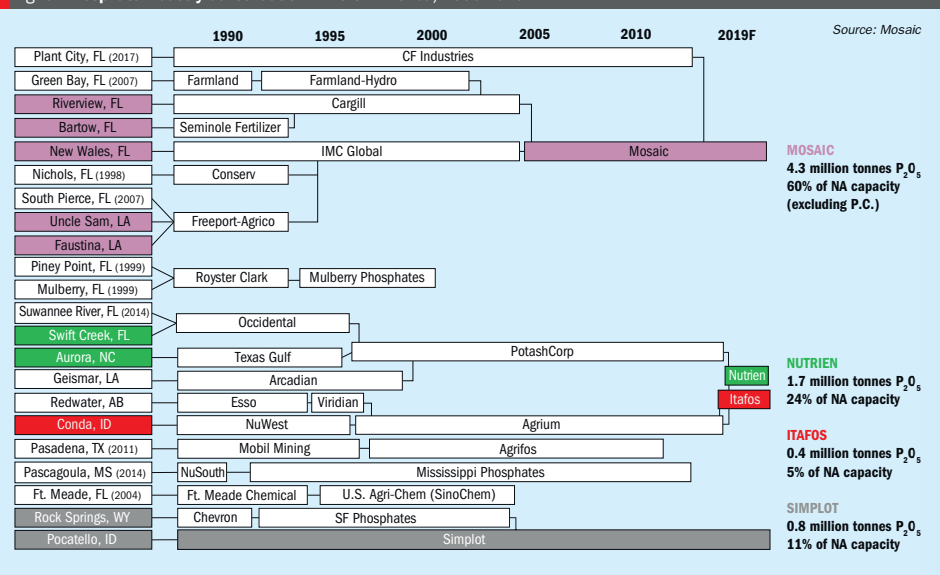 1990 1995 2000 2005 2010 2019F
Source: Mosaic
Plant City, FL (2017) CF Industries
Green Bay, FL (2007) Farmland Farmland-Hydro
Riverview, FL Cargill
Bartow, FL Seminole Fertilizer
New Wales, FL IMC Global Mosaic
Nichols, FL (1998) Conserv
South Pierce, FL (2007)
Uncle Sam, LA Freeport-Agrico
Faustina, LA
Piney Point, FL (1999)
Royster Clark Mulberry Phosphates
Mulberry, FL (1999)
Suwannee River, FL (2014)
Occidental
Swift Creek, FL
PotashCorp
Aurora, NC Texas Gulf
Nutrien
Geismar, LA Arcadian
Redwater, AB Esso Viridian Itafos
Conda, ID NuWest Agrium
Pasadena, TX (2011) Mobil Mining Agrifos
Pascagoula, MS (2014) NuSouth Mississippi Phosphates
Ft. Meade, FL (2004) Ft. Meade Chemical U.S. Agri-Chem (SinoChem)
Rock Springs, WY Chevron SF Phosphates
Pocatello, ID Simplot
MOSAIC
4.3 million tonnes P₂O₅
60% of NA capacity
(excluding P.C.)
NUTRIEN
1.7 million tonnes P₂O₅
24% of NA capacity
ITAFOS
0.4 million tonnes P₂O₅
5% of NA capacity
SIMPLOT
0.8 million tonnes P₂O₅
11% of NA capacity